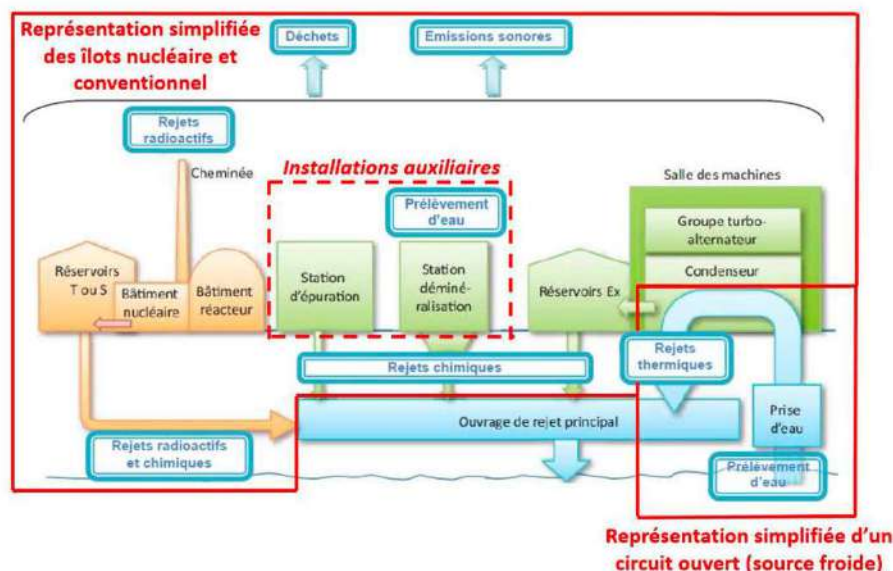 Représentation simplifiée
des îlots nucléaire et
conventionnel
Déchets
Emissions sonores
Rejets
radioactifs
Cheminée
Installations auxiliaires
Prélèvement
d'eau
Salle des machines
Groupe turbo-
alternateur
Condenseur
Réservoirs
T ou S
Bâtiment
nucléaire
Bâtiment
réacteur
Station
d'épuration
Station
déminé-
ralisation
Réservoirs Ex
Rejets chimiques
Rejets
thermiques
Ouvrage de rejet principal
Prise
d'eau
Rejets radioactifs
et chimiques
Prélèvement
d'eau
Représentation simplifiée d'un
circuit ouvert (source froide)